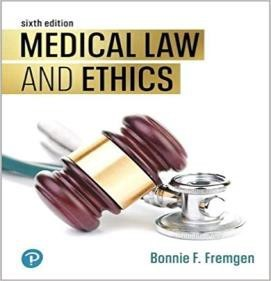 sixth edition
MEDICAL LAW
AND ETHICS
P
Bonnie F. Fremgen